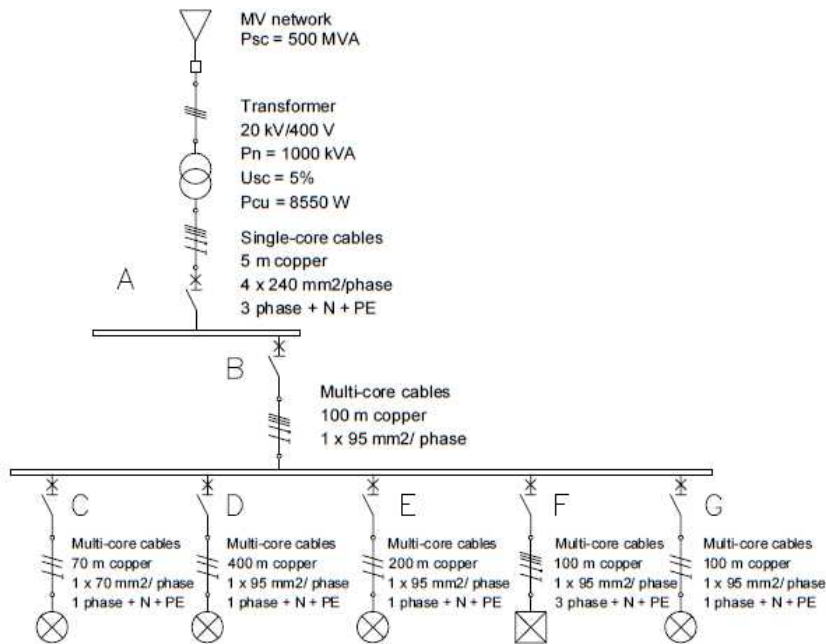 MV network
Psc = 500 MVA
Transformer
20 kV/400 V
Pn = 1000 kVA
Usc = 5%
Pcu = 8550 W
Single-core cables
5 m copper
4 x 240 mm2/phase
3 phase + N + PE
A
B
Multi-core cables
100 m copper
1 x 95 mm2/ phase
C
D
E
F
G
Multi-core cables
70 m copper
1 x 70 mm2/ phase
1 phase + N + PE
Multi-core cables
400 m copper
1 x 95 mm2/ phase
1 phase + N + PE
Multi-core cables
200 m copper
1 x 95 mm2/ phase
1 phase + N + PE
Multi-core cables
100 m copper
1 x 95 mm2/ phase
3 phase + N + PE
Multi-core cables
100 m copper
1 x 95 mm2/ phase
1 phase + N + PE